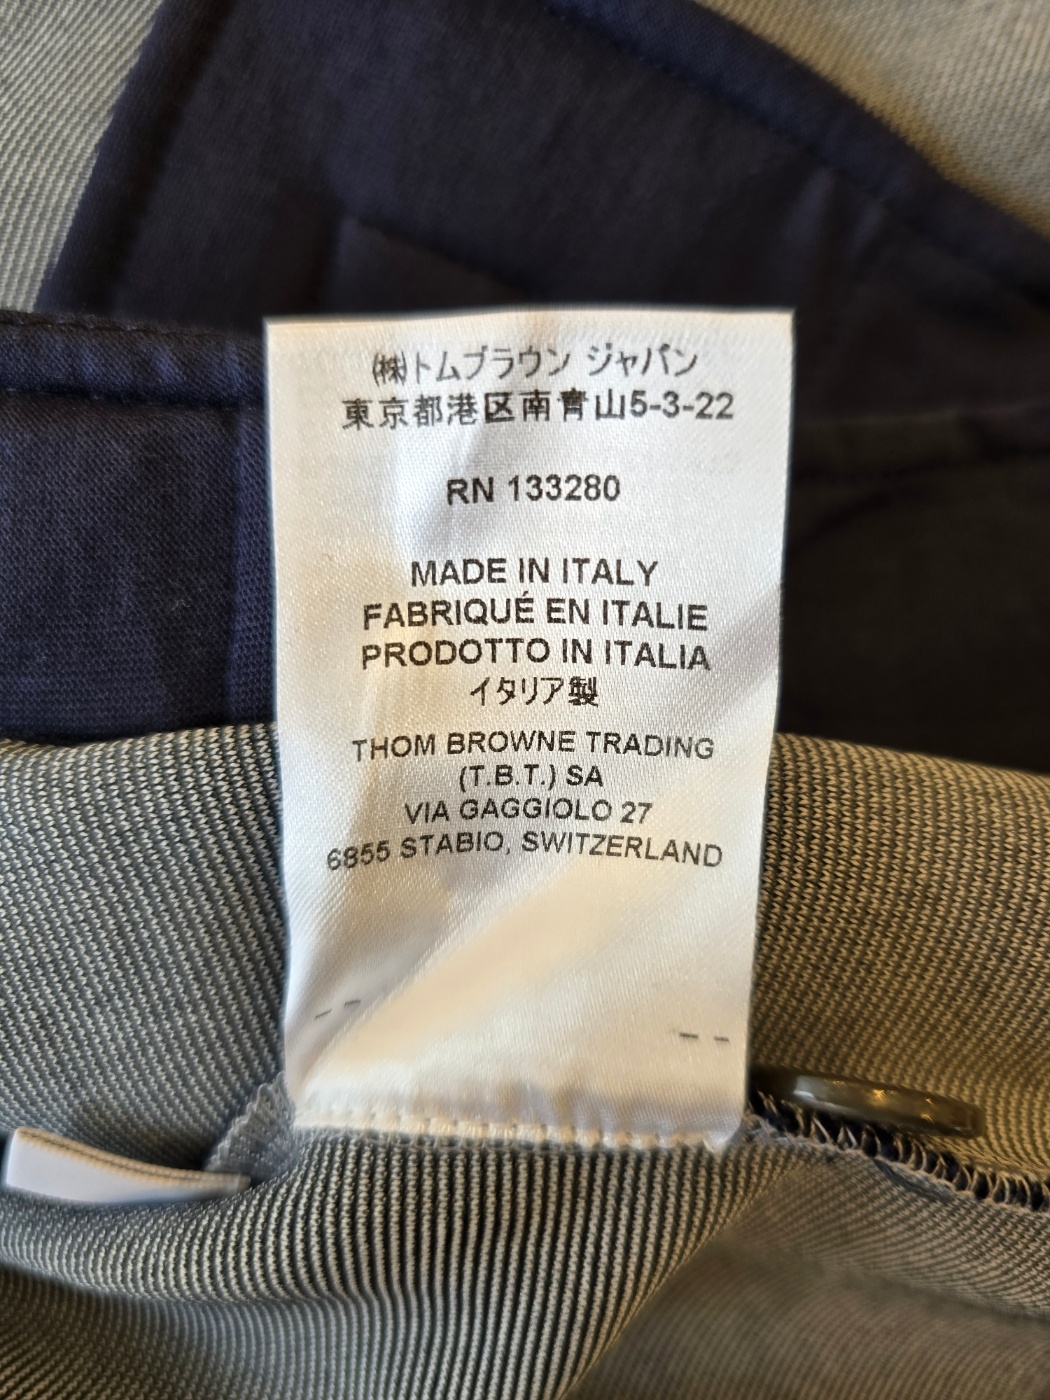 ㈱トムブラウン ジャパン
東京都港区南青山5-3-22
RN 133280
MADE IN ITALY
FABRIQUÉ EN ITALIE
PRODOTTO IN ITALIA
イタリア製
THOM BROWNE TRADING
(T.B.T.) SA
VIA GAGGIOLO 27
6855 STABIO, SWITZERLAND